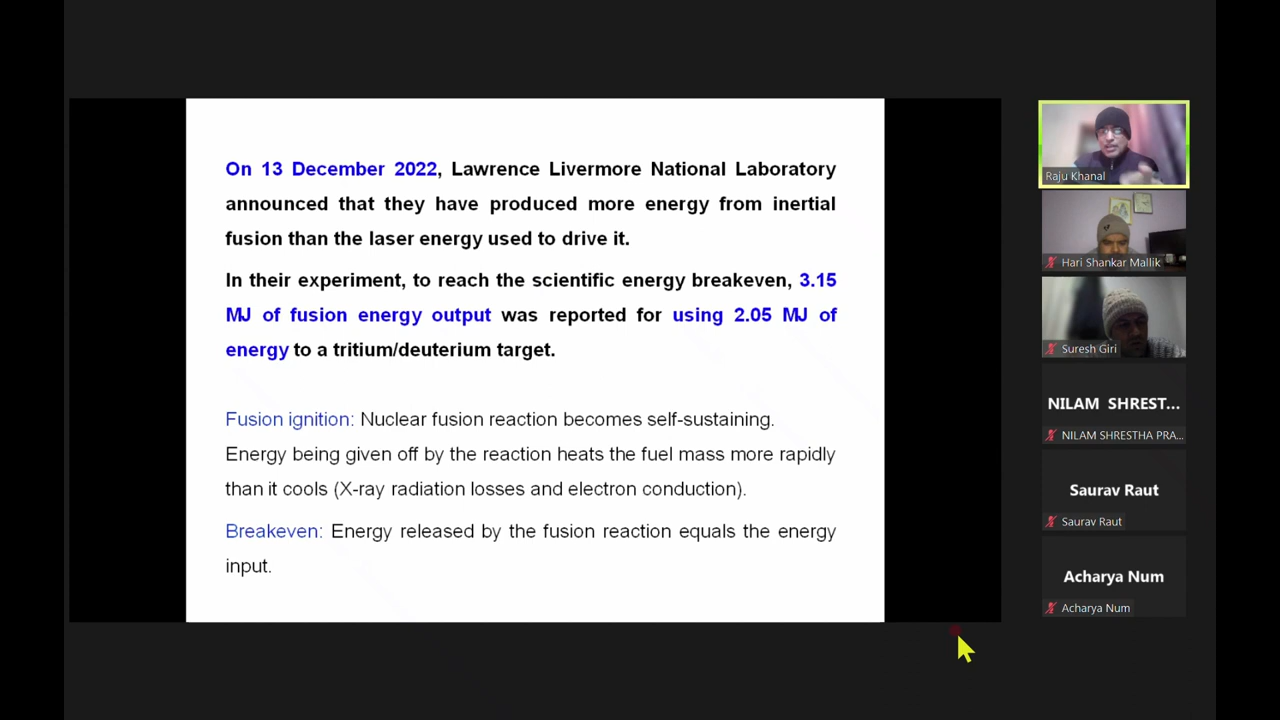 On 13 December 2022, Lawrence Livermore National Laboratory
announced that they have produced more energy from inertial
fusion than the laser energy used to drive it.
In their experiment, to reach the scientific energy breakeven, 3.15
MJ of fusion energy output was reported for using 2.05 MJ of
energy to a tritium/deuterium target.
Fusion ignition: Nuclear fusion reaction becomes self-sustaining.
Energy being given off by the reaction heats the fuel mass more rapidly
than it cools (X-ray radiation losses and electron conduction).
Breakeven: Energy released by the fusion reaction equals the energy
input.
Raju Khanal
Hari Shankar Mallik
Suresh Giri
NILAM SHREST...
NILAM SHRESTHA PRA...
Saurav Raut
Saurav Raut
Acharya Num
Acharya Num